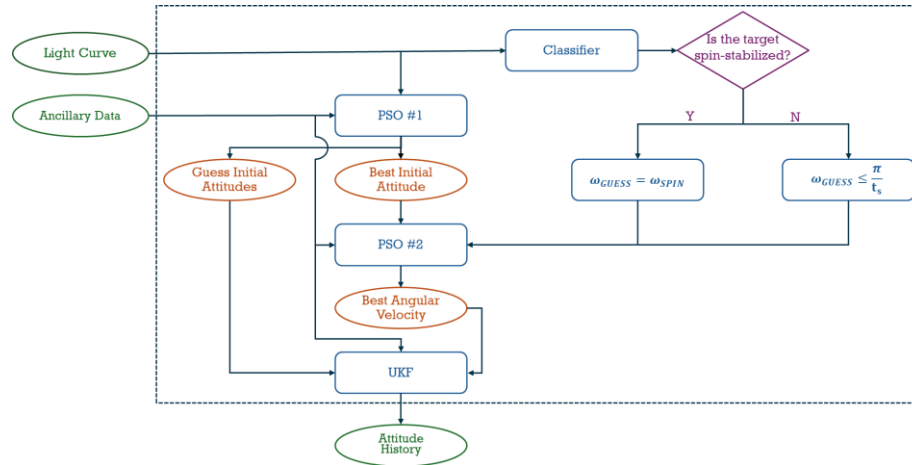 Light Curve
Classifier
Is the target
spin-stabilized?
Ancillary Data
PSO #1
Y
N
Guess Initial
Attitudes
Best Initial
Attitude
ω_GUESS = ω_SPIN
ω_GUESS ≤ π/t_s
PSO #2
Best Angular
Velocity
UKF
Attitude
History